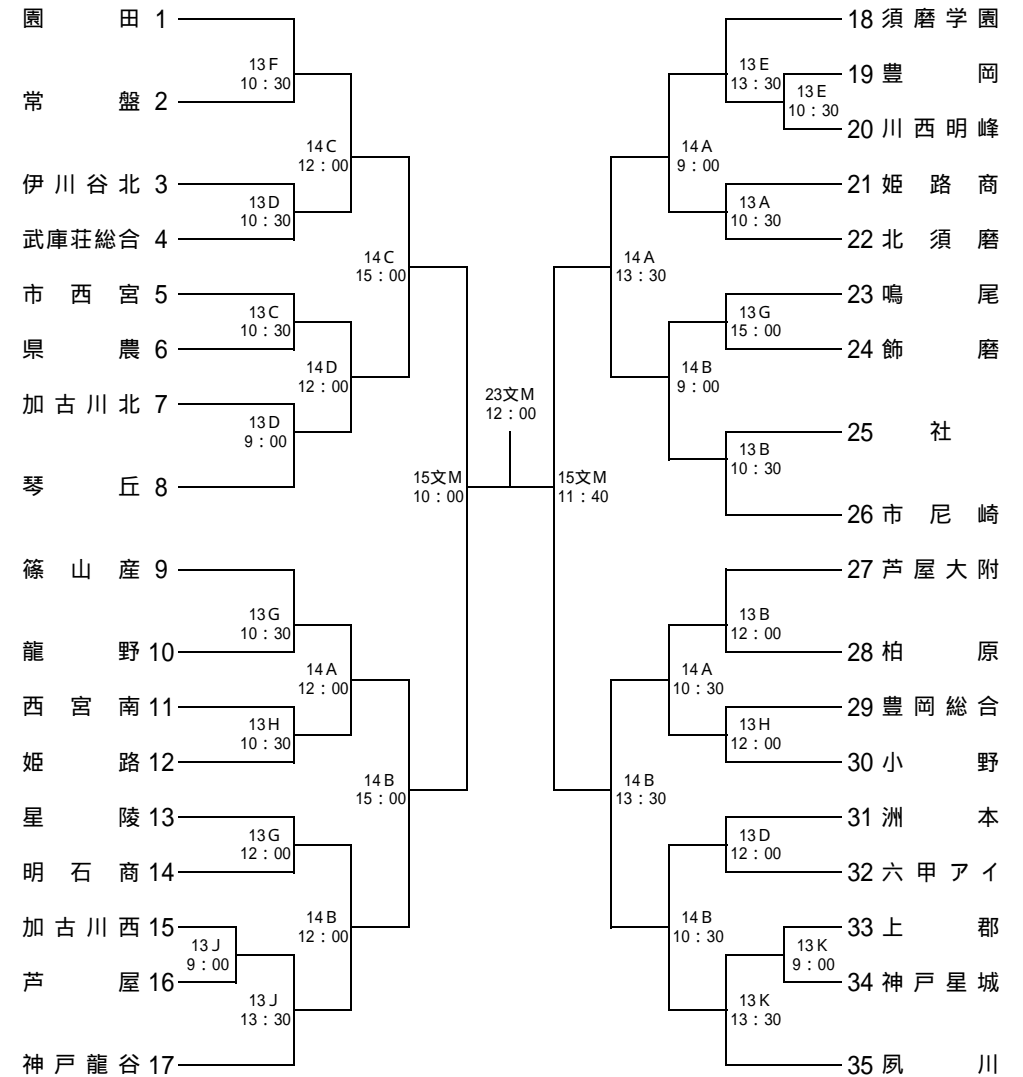 園田 1
13F
10：30
常盤 2
14C
12：00
伊川谷北 3
13D
10：30
武庫荘総合 4
14C
15：00
市西宮 5
13C
10：30
県農 6
14D
12：00
加古川北 7
13D
9：00
琴丘 8
15文M
10：00
篠山産 9
13G
10：30
龍野 10
14A
12：00
西宮南 11
13H
10：30
姫路 12
14B
15：00
星陵 13
13G
12：00
明石商 14
14B
12：00
加古川西 15
13J
9：00
芦屋 16
13J
13：30
神戸龍谷 17
23文M
12：00
18 須磨学園
13E
13：30
19 豊岡
13E
10：30
20 川西明峰
14A
9：00
21 姫路商
13A
10：30
22 北須磨
14A
13：30
23 鳴尾
13G
15：00
24 飾磨
14B
9：00
25 社
13B
10：30
26 市尼崎
15文M
11：40
27 芦屋大附
13B
12：00
28 柏原
14A
10：30
29 豊岡総合
13H
12：00
30 小野
14B
13：30
31 洲本
13D
12：00
32 六甲アイ
14B
10：30
33 上郡
13K
9：00
34 神戸星城
13K
13：30
35 夙川